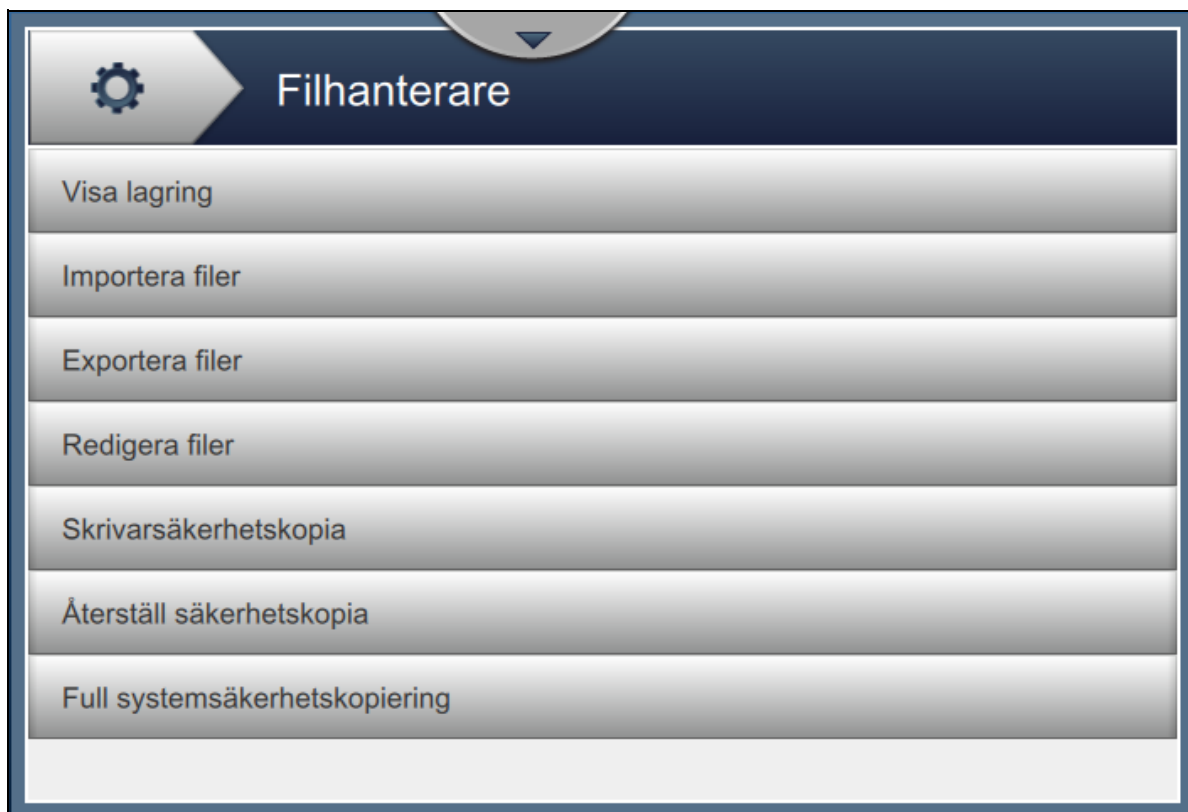 Filhanterare
Visa lagring
Importera filer
Exportera filer
Redigera filer
Skrivarsäkerhetskopia
Återställ säkerhetskopia
Full systemsäkerhetskopiering